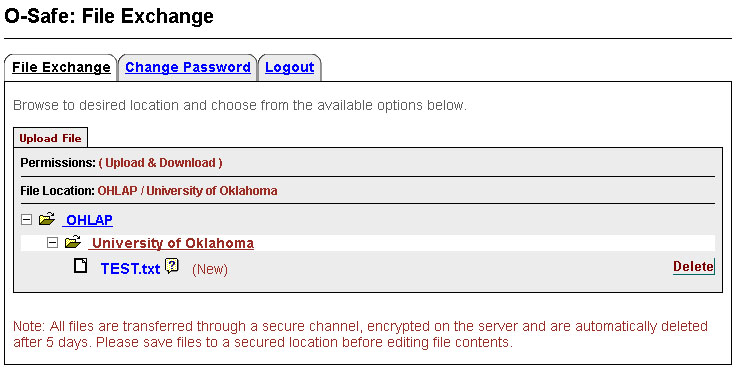 O-Safe: File Exchange
File Exchange Change Password Logout
Browse to desired location and choose from the available options below.
Upload File
Permissions: ( Upload & Download )
File Location: OHLAP / University of Oklahoma
OHLAP
University of Oklahoma
TEST.txt ? (New) Delete
Note: All files are transferred through a secure channel, encrypted on the server and are automatically deleted
after 5 days. Please save files to a secured location before editing file contents.